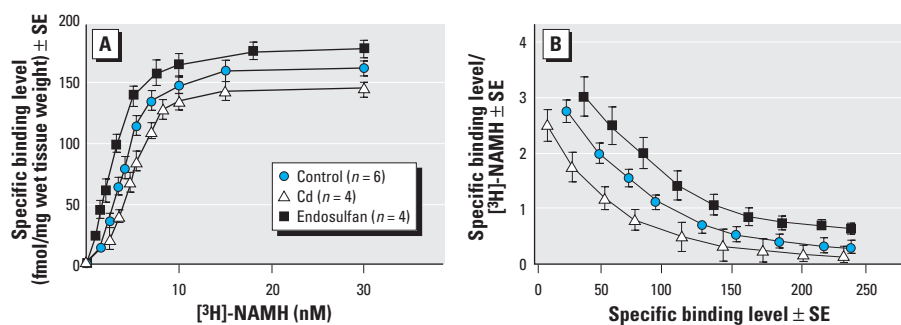 A
Specific binding level
(fmol/mg wet tissue weight) ± SE
200
150
100
50
0
10
20
30
[³H]-NAMH (nM)
Control (n = 6)
Cd (n = 4)
Endosulfan (n = 4)
B
Specific binding level/
[³H]-NAMH ± SE
4
3
2
1
0
0
50
100
150
200
250
Specific binding level ± SE